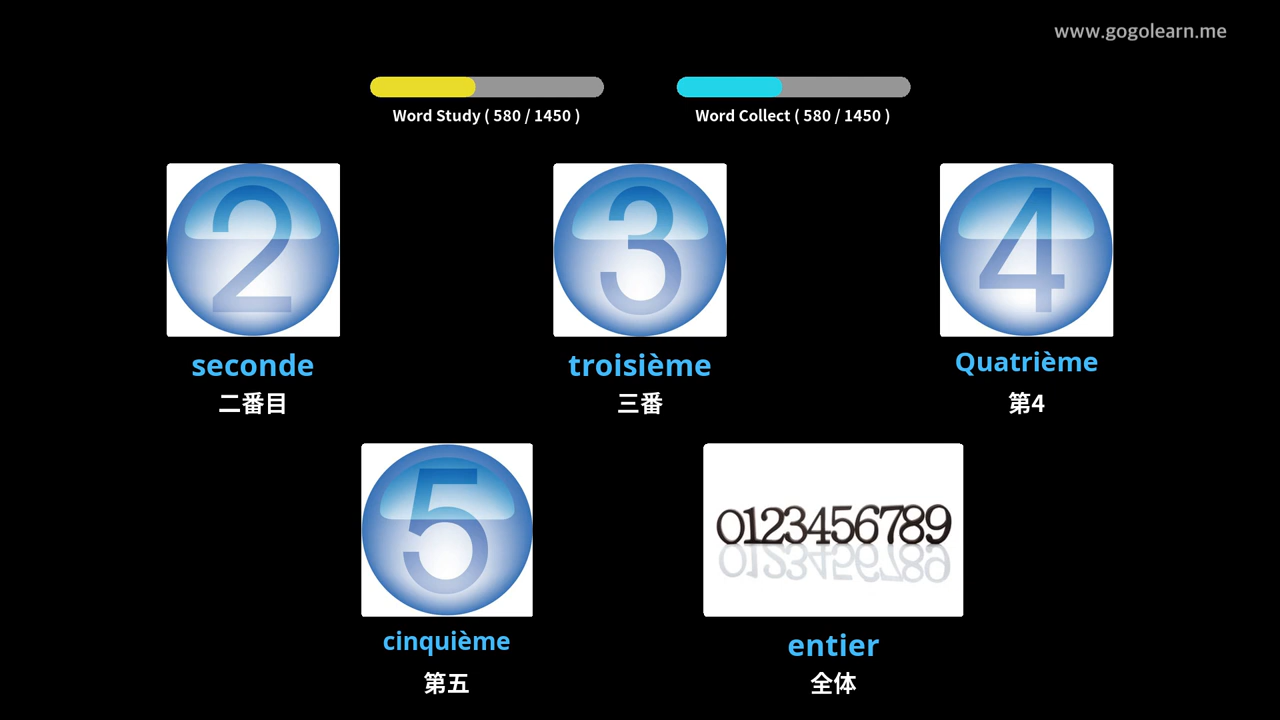 www.gogolearn.me
Word Study ( 580 / 1450 )
Word Collect ( 580 / 1450 )
2
3
4
seconde
troisième
Quatrième
二番目
三番
第4
5
0123456789
cinquième
entier
第五
全体